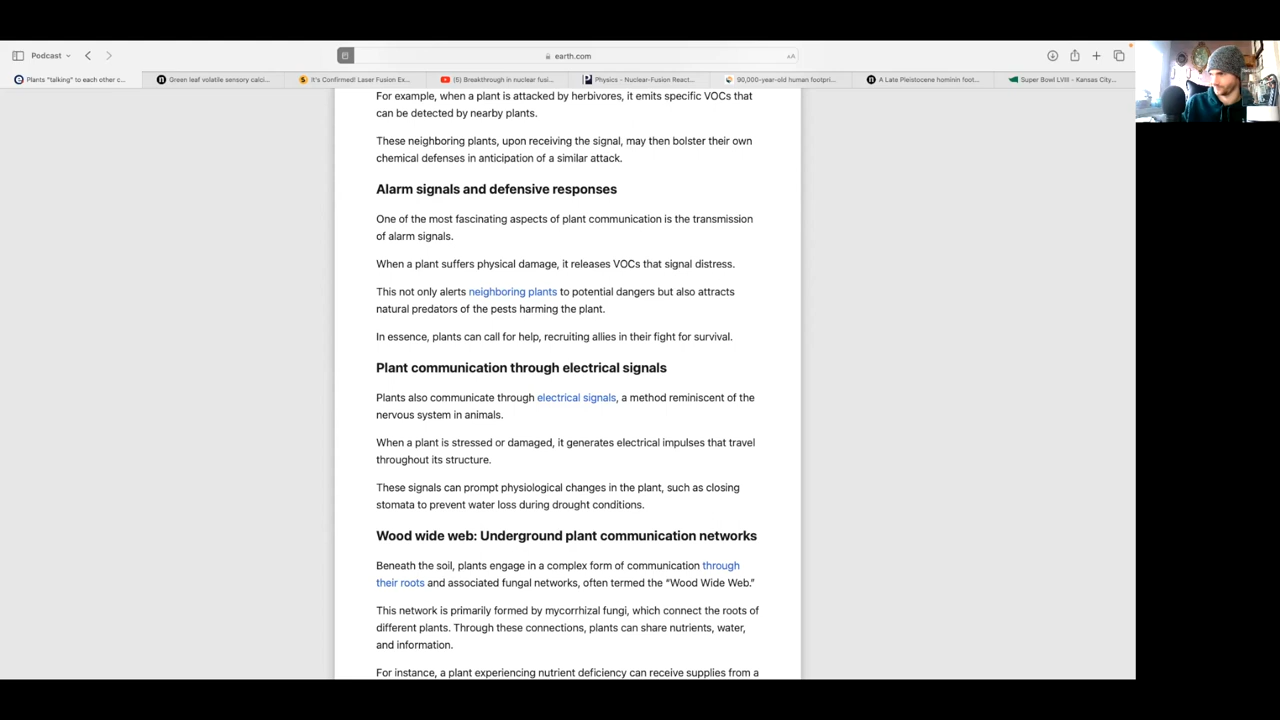 Podcast
earth.com
Plants "talking" to each other c...
Green leaf volatile sensory calci...
It's Confirmed! Laser Fusion Ex...
(5) Breakthrough in nuclear fusi...
Physics - Nuclear-Fusion React...
90,000-year-old human footpri...
A Late Pleistocene hominin foot...
Super Bowl LVIII - Kansas City...
For example, when a plant is attacked by herbivores, it emits specific VOCs that
can be detected by nearby plants.
These neighboring plants, upon receiving the signal, may then bolster their own
chemical defenses in anticipation of a similar attack.
Alarm signals and defensive responses
One of the most fascinating aspects of plant communication is the transmission
of alarm signals.
When a plant suffers physical damage, it releases VOCs that signal distress.
This not only alerts neighboring plants to potential dangers but also attracts
natural predators of the pests harming the plant.
In essence, plants can call for help, recruiting allies in their fight for survival.
Plant communication through electrical signals
Plants also communicate through electrical signals, a method reminiscent of the
nervous system in animals.
When a plant is stressed or damaged, it generates electrical impulses that travel
throughout its structure.
These signals can prompt physiological changes in the plant, such as closing
stomata to prevent water loss during drought conditions.
Wood wide web: Underground plant communication networks
Beneath the soil, plants engage in a complex form of communication through
their roots and associated fungal networks, often termed the “Wood Wide Web.”
This network is primarily formed by mycorrhizal fungi, which connect the roots of
different plants. Through these connections, plants can share nutrients, water,
and information.
For instance, a plant experiencing nutrient deficiency can receive supplies from a